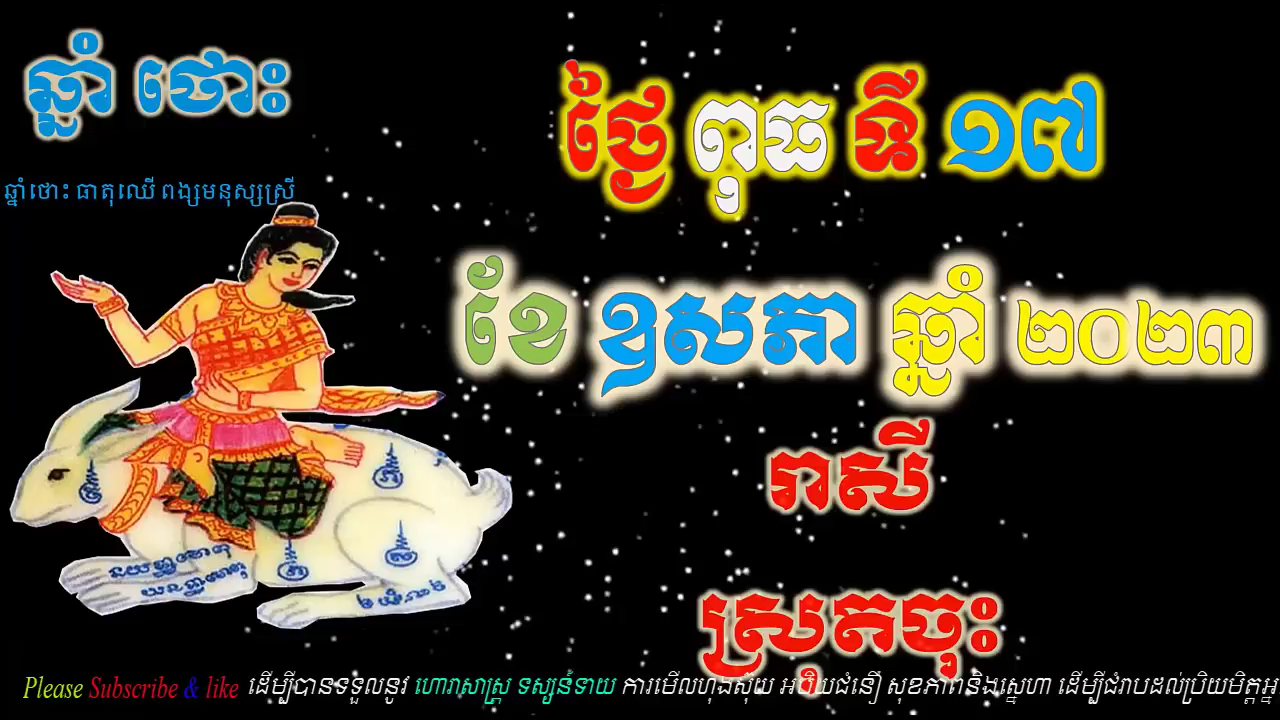 ឆ្នាំ ថោះ
ឆ្នាំថោះ ធាតុឈើ ពង្សមនុស្សស្រី
ថ្ងៃ ពុធ ទី ១៧
ខែ ឧសភា ឆ្នាំ ២០២៣
រាសី
ស្រុតចុះ
Please Subscribe & like ដើម្បីបានទទួលនូវ ហោរាសាស្ត្រ ទស្សន៍ទាយ ការមើលហុងស៊ុយ អបិយជំនឿ សុខភាពនិងស្នេហា ដើម្បីជំរាបដល់ប្រិយមិត្តអ្ន